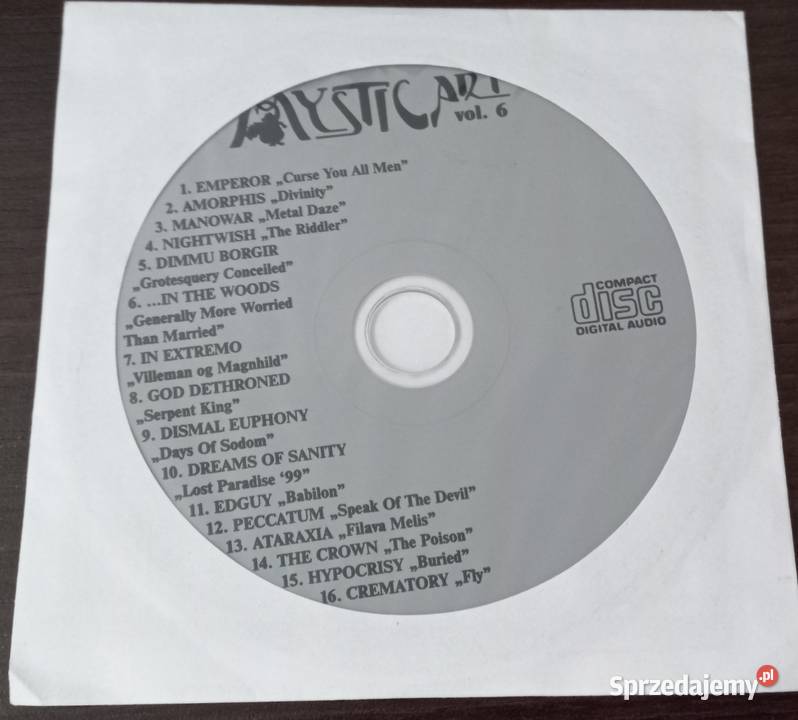 MYSTIC ART
vol. 6
1. EMPEROR „Curse You All Men”
2. AMORPHIS „Divinity”
3. MANOWAR „Metal Daze”
4. NIGHTWISH „The Riddler”
5. DIMMU BORGIR
„Grotesquery Concelled”
6. ...IN THE WOODS
„Generally More Worried
Than Married”
7. IN EXTREMO
„Villeman og Magnhild”
8. GOD DETHRONED
„Serpent King”
9. DISMAL EUPHONY
„Days Of Sodom”
10. DREAMS OF SANITY
„Lost Paradise ‘99”
11. EDGUY „Babilon”
12. PECCATUM „Speak Of The Devil”
13. ATARAXIA „Filava Melis”
14. THE CROWN „The Poison”
15. HYPOCRISY „Buried”
16. CREMATORY „Fly”
COMPACT
disc
DIGITAL AUDIO
Sprzedajemy.pl